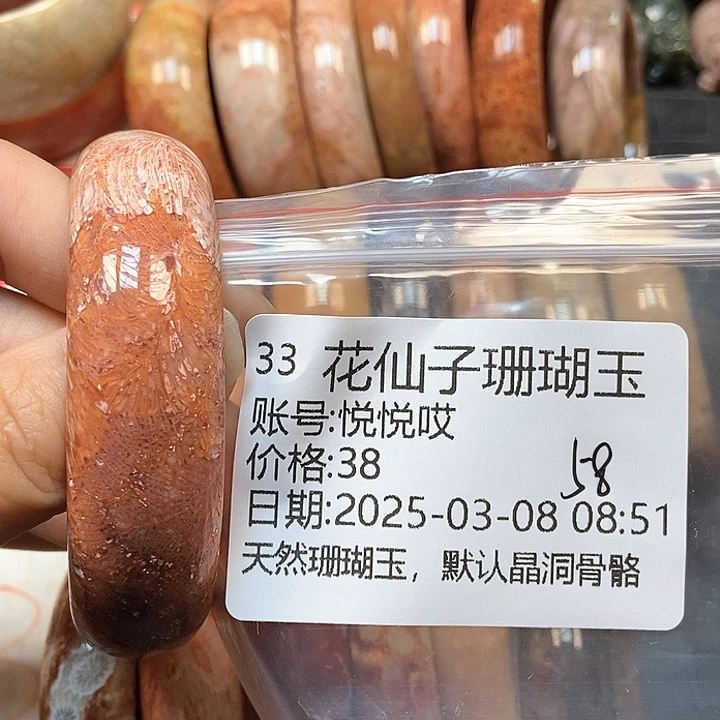 33 花仙子珊瑚玉
账号:悦悦哎
价格:38
58
日期:2025-03-08 08:51
天然珊瑚玉，默认晶洞骨骼